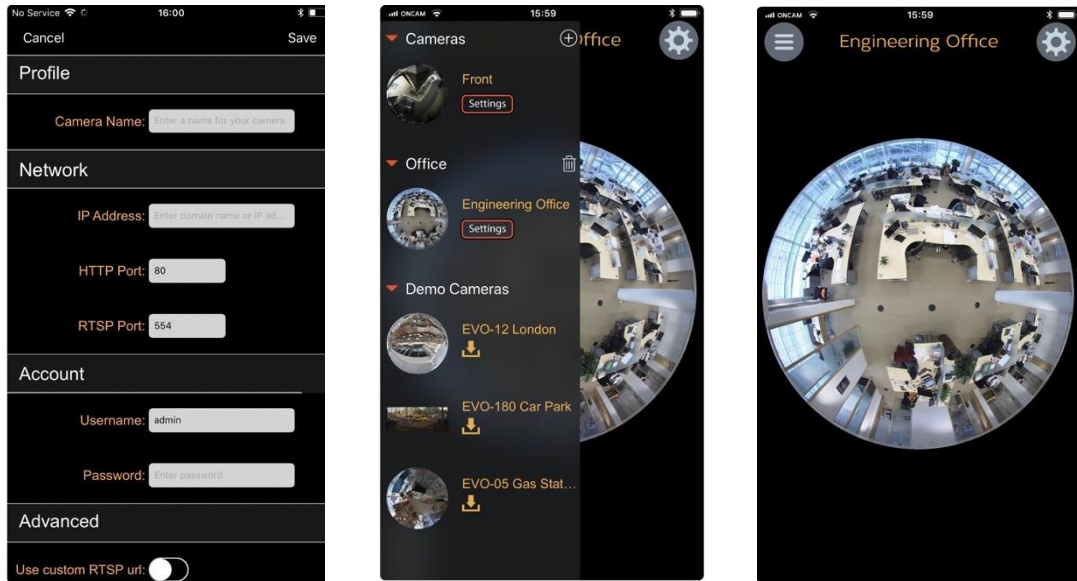 No Service 16:00
Cancel Save
Profile
Camera Name: Enter a name for your camera.
Network
IP Address: Enter domain name or IP ad...
HTTP Port: 80
RTSP Port: 554
Account
Username: admin
Password: Enter password
Advanced
Use custom RTSP url:
ONCAM 15:59
Cameras
Office
Front
Settings
Office
Engineering Office
Settings
Demo Cameras
EVO-12 London
EVO-180 Car Park
EVO-05 Gas Stat...
ONCAM 15:59
Engineering Office